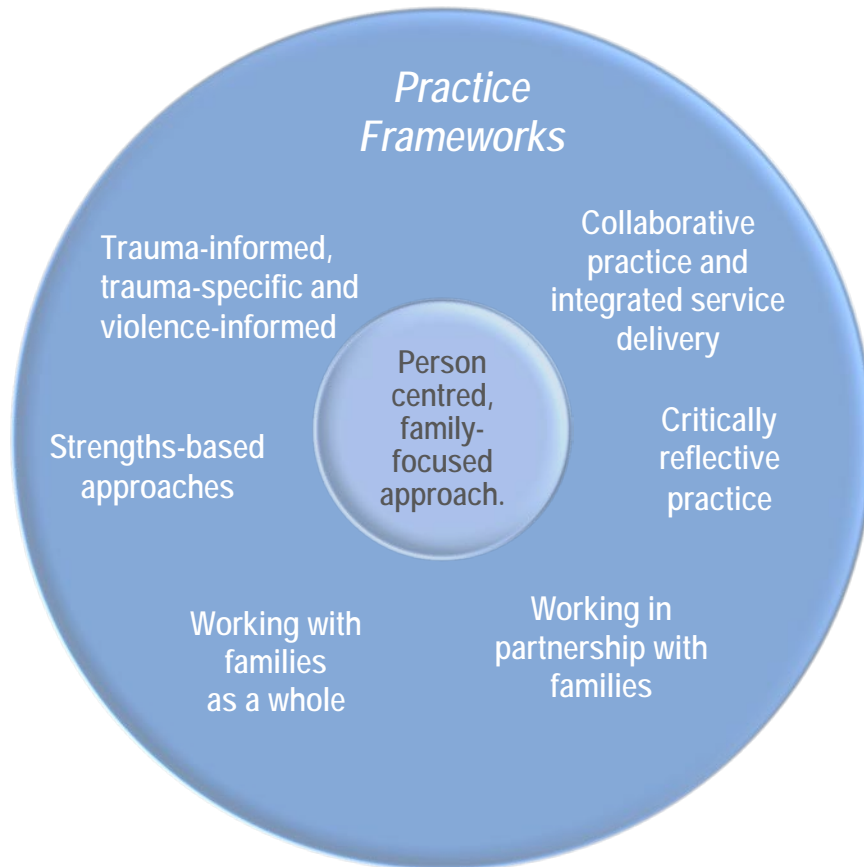 Practice
Frameworks
Trauma-informed,
trauma-specific and
violence-informed
Collaborative
practice and
integrated service
delivery
Person
centred,
family-
focused
approach.
Strengths-based
approaches
Critically
reflective
practice
Working with
families
as a whole
Working in
partnership with
families